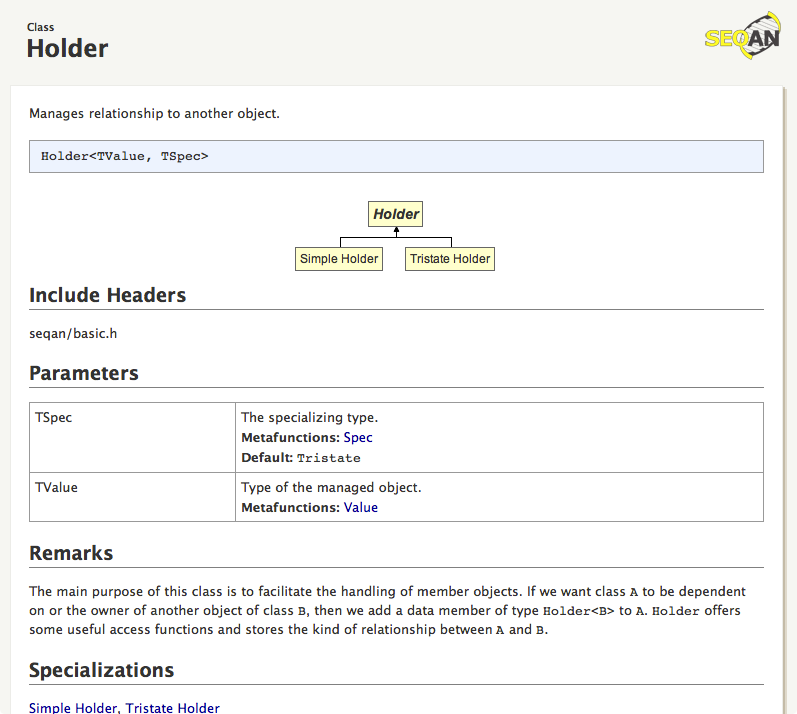 Class
Holder
SEQAN
Manages relationship to another object.
Holder<TValue, TSpec>
Holder
Simple Holder Tristate Holder
Include Headers
seqan/basic.h
Parameters
TSpec The specializing type.
Metafunctions: Spec
Default: Tristate
TValue Type of the managed object.
Metafunctions: Value
Remarks
The main purpose of this class is to facilitate the handling of member objects. If we want class A to be dependent
on or the owner of another object of class B, then we add a data member of type Holder<B> to A. Holder offers
some useful access functions and stores the kind of relationship between A and B.
Specializations
Simple Holder, Tristate Holder